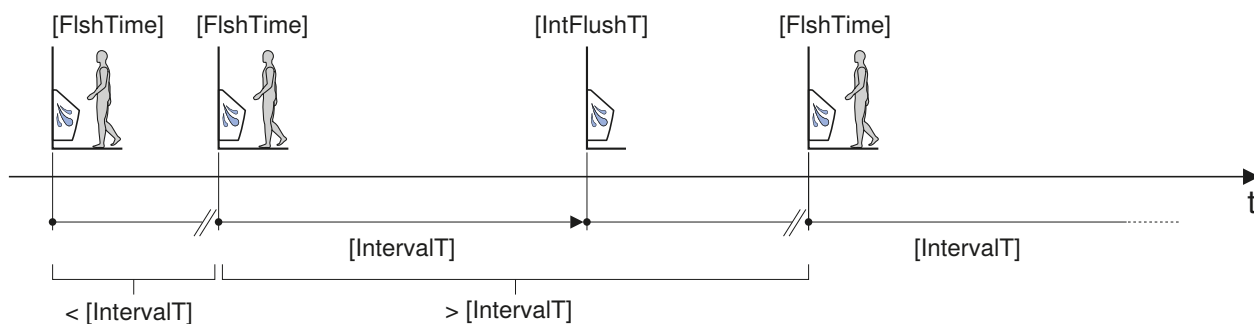 [FlshTime] [FlshTime] [IntFlushT] [FlshTime]
t
[IntervalT] [IntervalT]
< [IntervalT] > [IntervalT]